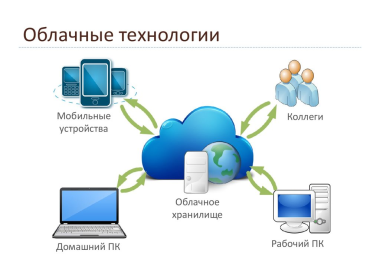 Облачные технологии
Мобильные
устройства
Коллеги
Облачное
хранилище
Домашний ПК
Рабочий ПК